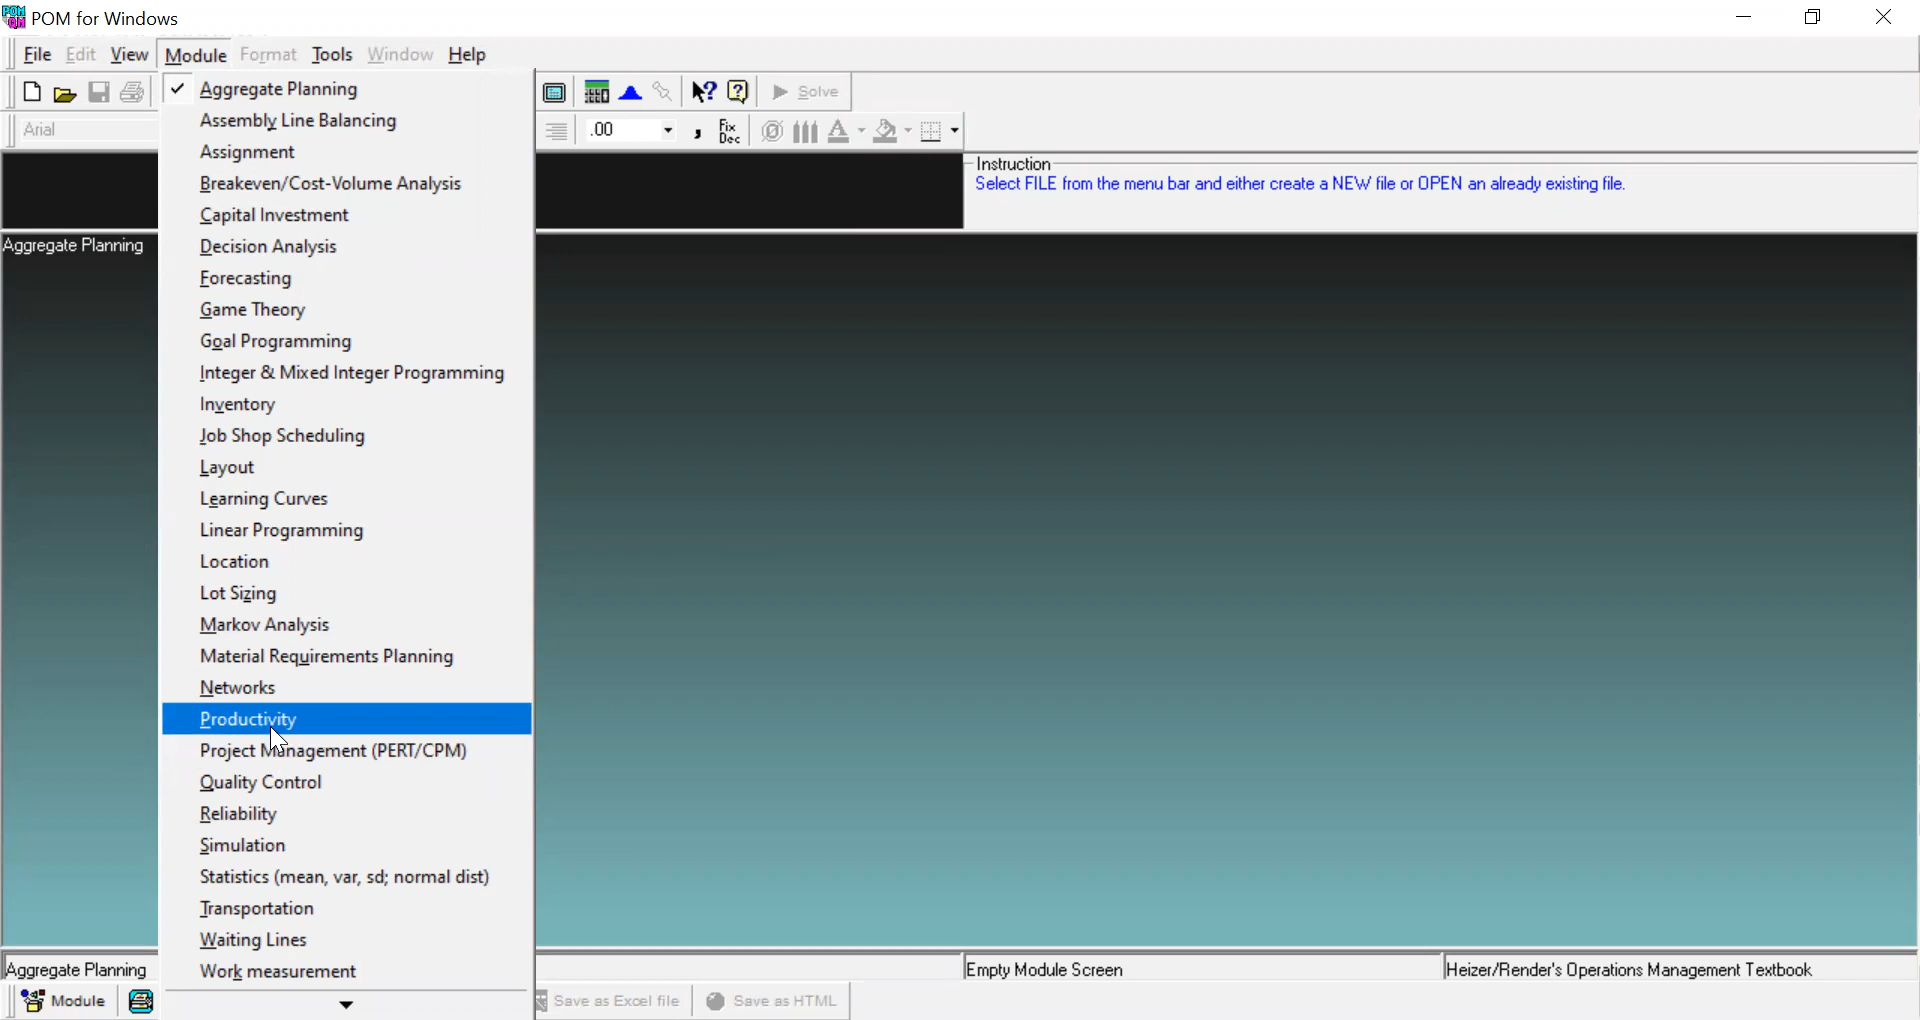 POM for Windows
File Edit View Module Format Tools Window Help
Solve
Arial
.00
, Fix Dec
Aggregate Planning
Assembly Line Balancing
Assignment
Breakeven/Cost-Volume Analysis
Capital Investment
Decision Analysis
Forecasting
Game Theory
Goal Programming
Integer & Mixed Integer Programming
Inventory
Job Shop Scheduling
Layout
Learning Curves
Linear Programming
Location
Lot Sizing
Markov Analysis
Material Requirements Planning
Networks
Productivity
Project Management (PERT/CPM)
Quality Control
Reliability
Simulation
Statistics (mean, var, sd; normal dist)
Transportation
Waiting Lines
Work measurement
Instruction
Select FILE from the menu bar and either create a NEW file or OPEN an already existing file.
Aggregate Planning
Aggregate Planning
Empty Module Screen
Heizer/Render's Operations Management Textbook
Module
Save as Excel file
Save as HTML